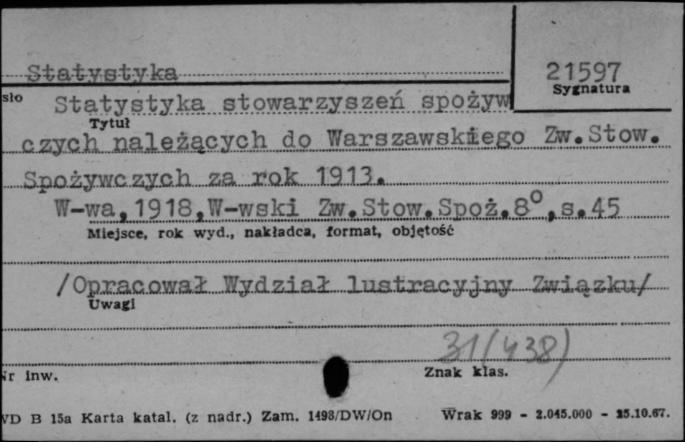 Statystyka
21597
Sygnatura
sło
Statystyka stowarzyszeń spożyw
Tytuł
czych należących do Warszawskiego Zw.Stow.
Spożywczych za rok 1913.
W-wa,1918,W-wski Zw.Stow.Spoż.8°,s.45
Miejsce, rok wyd., nakładca, format, objętość
/Opracował Wydział lustracyjny Związku/
Uwagi
31(438)
Nr inw.
Znak klas.
WD B 15a Karta katal. (z nadr.) Zam. 1498/DW/On Wrak 999 - 2.045.000 - 25.10.67.